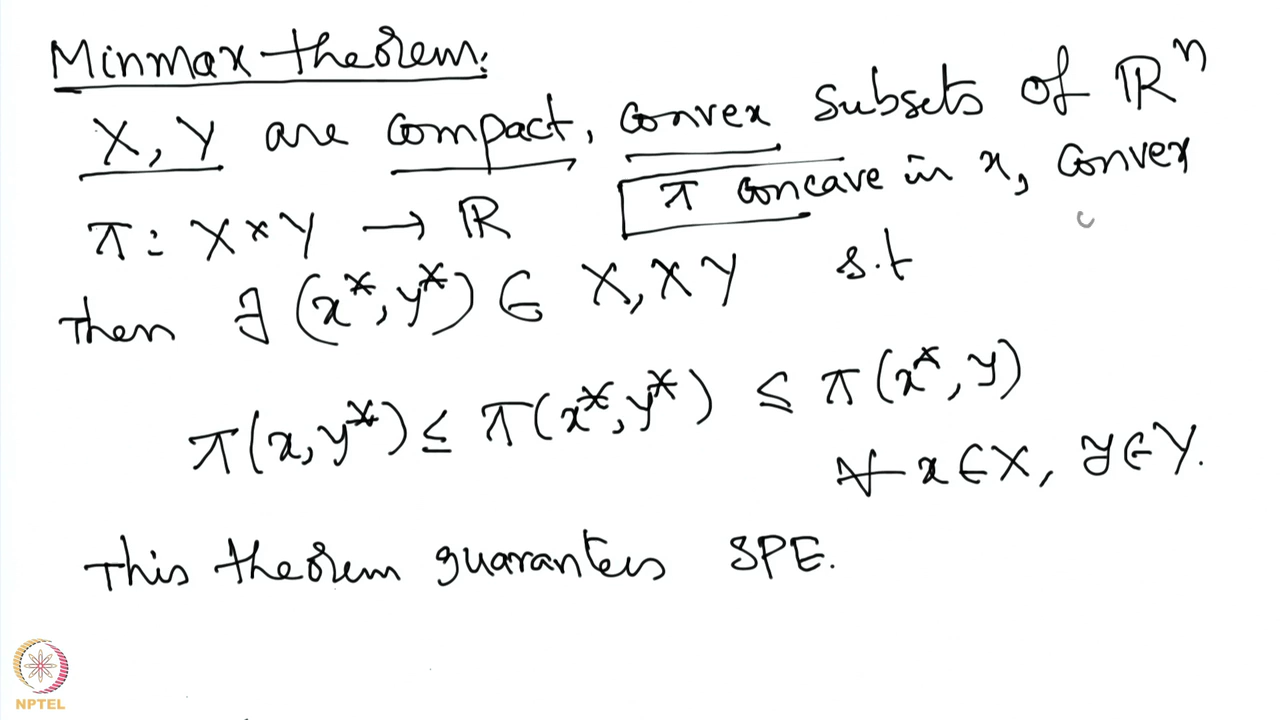 Minmax theorem:
X, Y are compact, convex subsets of ℝⁿ
π : X × Y → ℝ π concave in x, convex
then ∃ (x*, y*) ∈ X, X Y s.t
π(x, y*) ≤ π(x*, y*) ≤ π(x*, y)
∀ x ∈ X, y ∈ Y.
This theorem guarantees SPE.
NPTEL